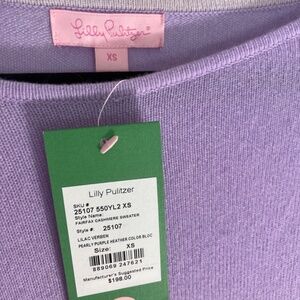 Lilly Pulitzer
XS
Lilly Pulitzer
SKU #
25107 550YL2 XS
Style Name:
FAIRFAX CASHMERE SWEATER
Style #: 25107
LILAC VERBEN
PEARLY PURPLE HEATHER COLOR BLOC
Size: XS
889069 247621
Manufacturer's Suggested Price
$198.00